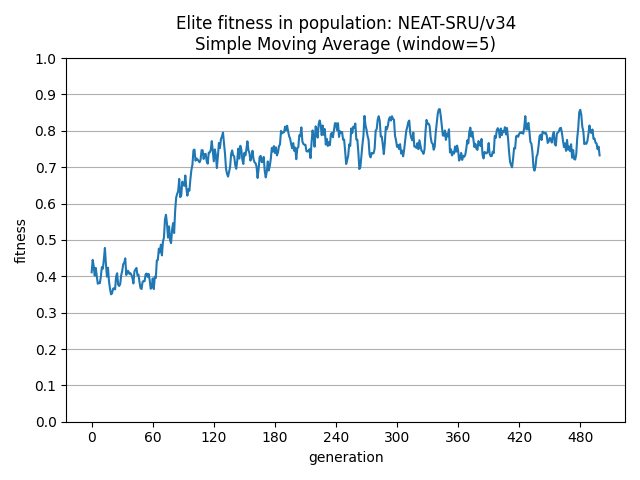 Elite fitness in population: NEAT-SRU/v34
Simple Moving Average (window=5)
1.0
0.9
0.8
0.7
0.6
0.5
0.4
0.3
0.2
0.1
0.0
fitness
0 60 120 180 240 300 360 420 480
generation